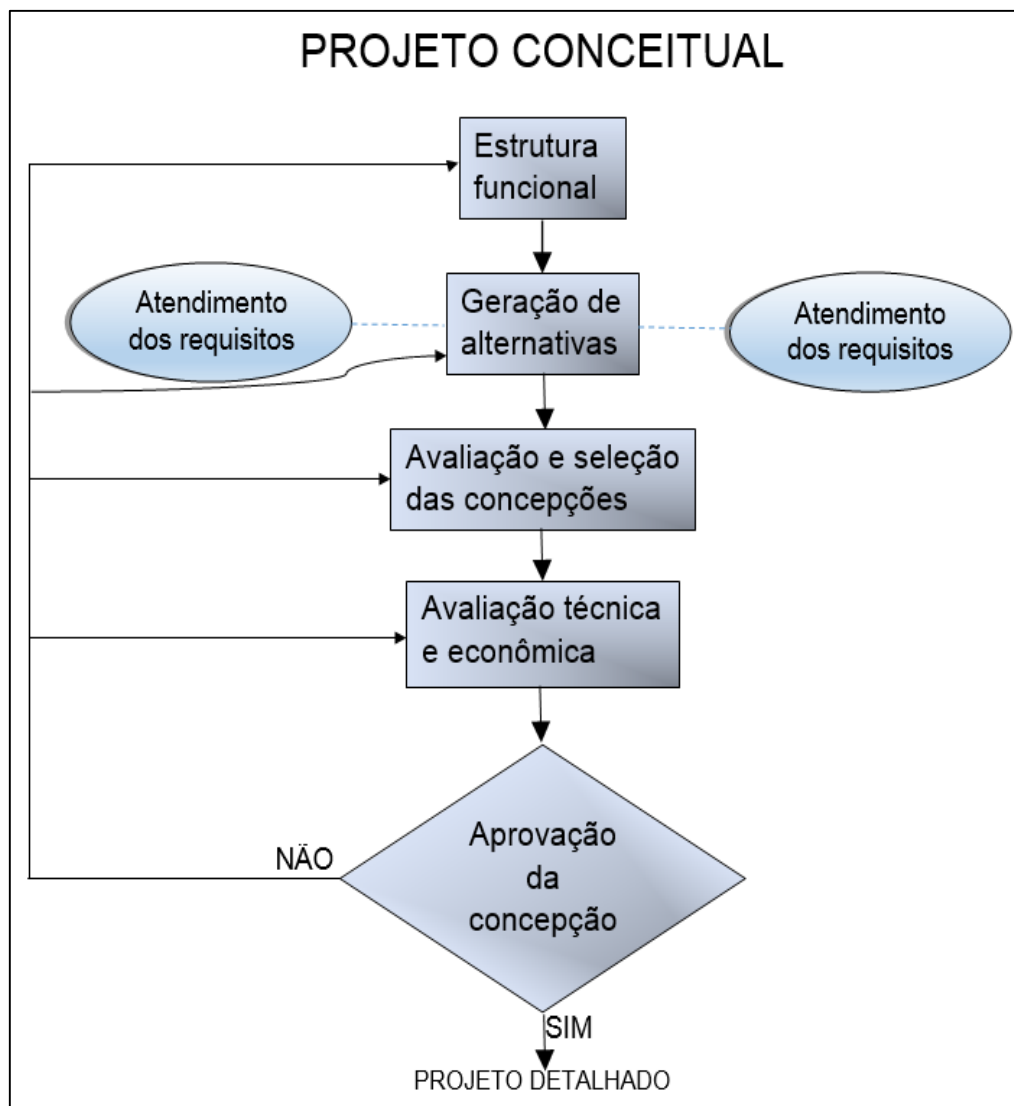 PROJETO CONCEITUAL
Estrutura
funcional
Atendimento
dos requisitos
Geração de
alternativas
Atendimento
dos requisitos
Avaliação e seleção
das concepções
Avaliação técnica
e econômica
NÃO
Aprovação
da
concepção
SIM
PROJETO DETALHADO